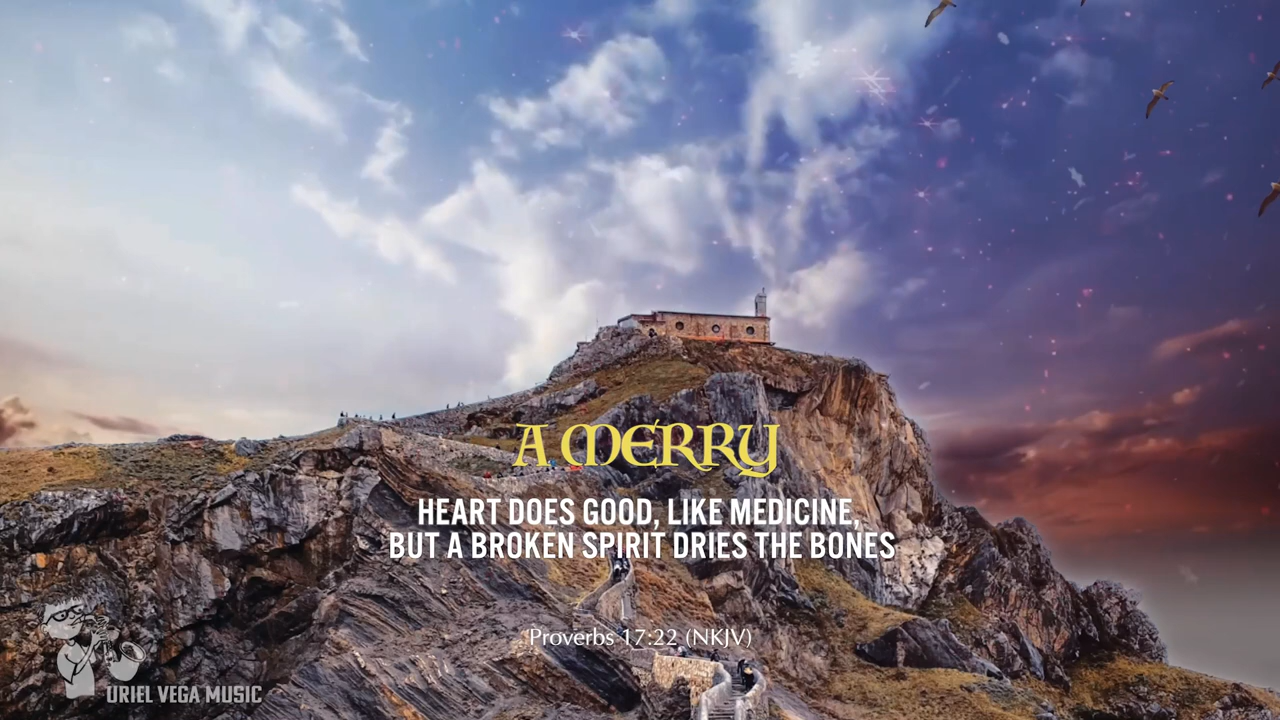 A MERRY
HEART DOES GOOD, LIKE MEDICINE,
BUT A BROKEN SPIRIT DRIES THE BONES
Proverbs 17:22 (NKJV)
URIEL VEGA MUSIC